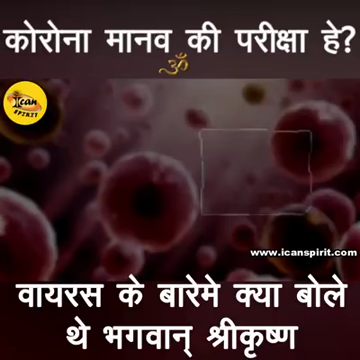 कोरोना मानव की परीक्षा हे?
ॐ
ican
SPIRIT
www.icanspirit.com
वायरस के बारेमे क्या बोले
थे भगवान् श्रीकृष्ण